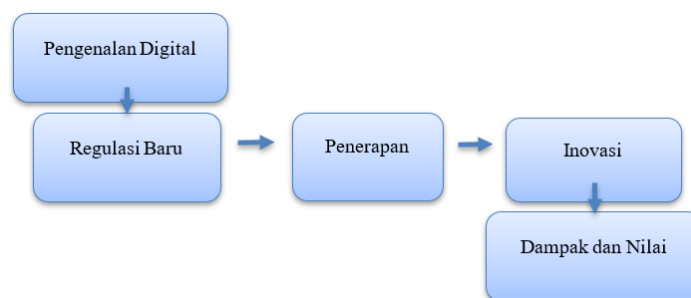 Pengenalan Digital
Regulasi Baru
Penerapan
Inovasi
Dampak dan Nilai